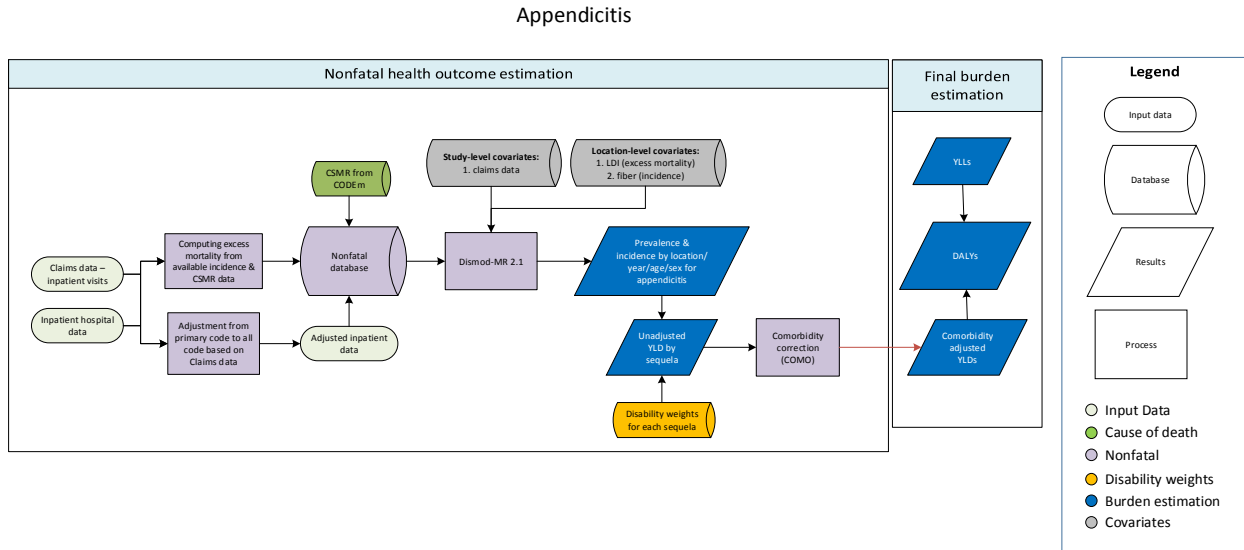 Appendicitis
Nonfatal health outcome estimation
Final burden
estimation
Legend
Input data
Database
Results
Process
Input Data
Cause of death
Nonfatal
Disability weights
Burden estimation
Covariates
CSMR from
CODEm
Study-level covariates:
1. claims data
Location-level covariates:
1. LDI (excess mortality)
2. fiber (incidence)
Claims data –
inpatient visits
Inpatient hospital
data
Computing excess
mortality from
available incidence &
CSMR data
Adjustment from
primary code to all
code based on
Claims data
Nonfatal
database
Adjusted inpatient data
Dismod-MR 2.1
Prevalence &
incidence by location/
year/age/sex for
appendicitis
Unadjusted
YLD by
sequela
Disability weights
for each sequela
Comorbidity
correction
(COMO)
YLLs
DALYs
Comorbidity
adjusted YLDs